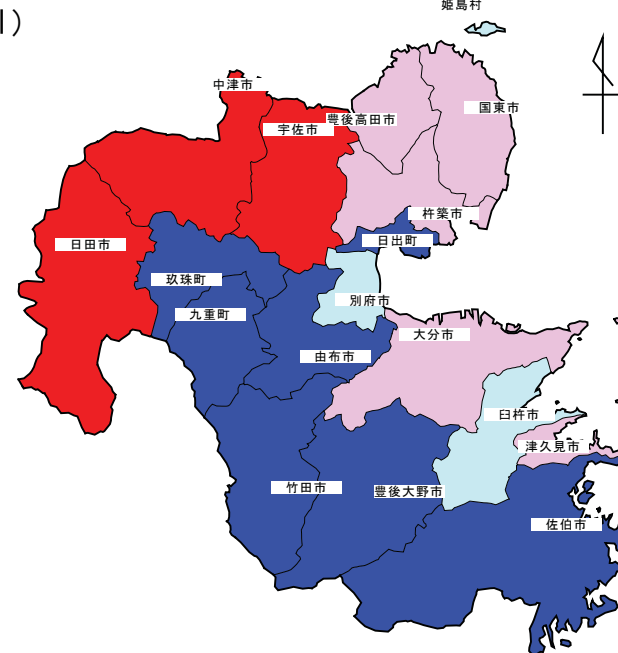 姫島村
中津市
国東市
豊後高田市
宇佐市
杵築市
日出町
日田市
玖珠町
別府市
九重町
大分市
由布市
臼杵市
津久見市
竹田市
豊後大野市
佐伯市